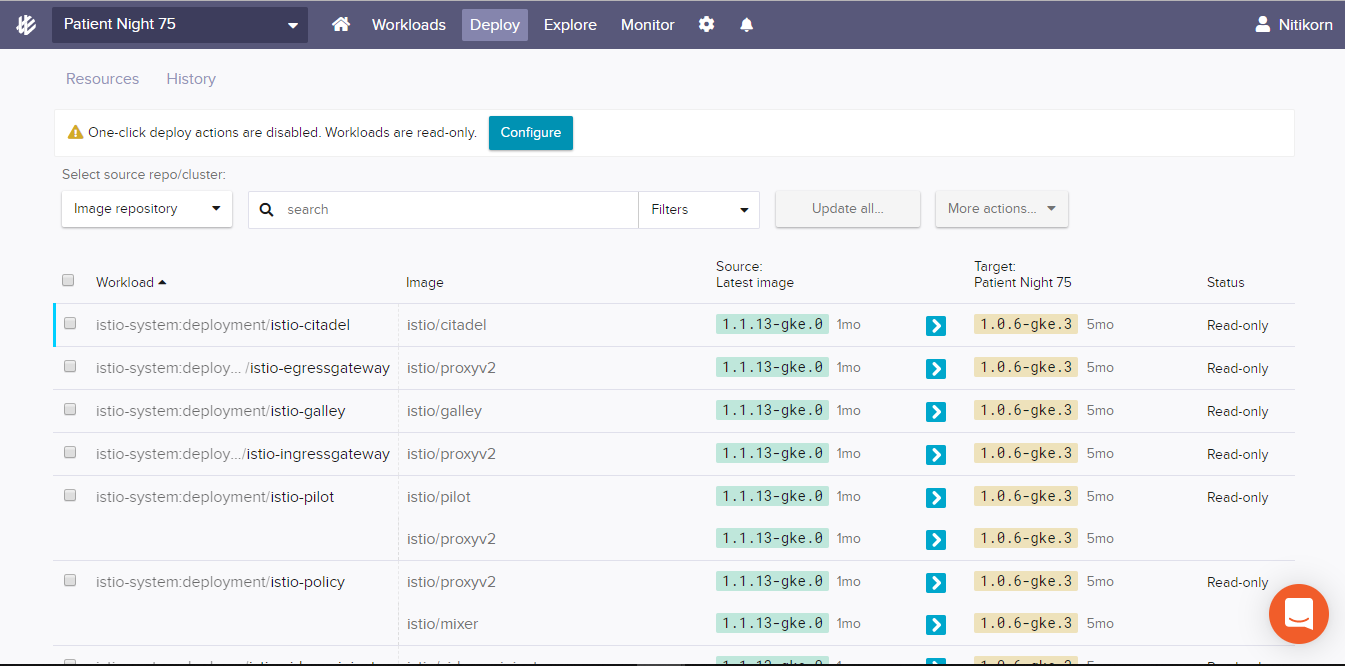 Patient Night 75 Workloads Deploy Explore Monitor Nitikorn
Resources History
One-click deploy actions are disabled. Workloads are read-only. Configure
Select source repo/cluster:
Image repository search Filters Update all... More actions...
Source: Target:
Workload Image Latest image Patient Night 75 Status
istio-system:deployment/istio-citadel istio/citadel 1.1.13-gke.0 1mo 1.0.6-gke.3 5mo Read-only
istio-system:deploy... /istio-egressgateway istio/proxyv2 1.1.13-gke.0 1mo 1.0.6-gke.3 5mo Read-only
istio-system:deployment/istio-galley istio/galley 1.1.13-gke.0 1mo 1.0.6-gke.3 5mo Read-only
istio-system:deploy.../istio-ingressgateway istio/proxyv2 1.1.13-gke.0 1mo 1.0.6-gke.3 5mo Read-only
istio-system:deployment/istio-pilot istio/pilot 1.1.13-gke.0 1mo 1.0.6-gke.3 5mo Read-only
istio/proxyv2 1.1.13-gke.0 1mo 1.0.6-gke.3 5mo
istio-system:deployment/istio-policy istio/proxyv2 1.1.13-gke.0 1mo 1.0.6-gke.3 5mo Read-only
istio/mixer 1.1.13-gke.0 1mo 1.0.6-gke.3 5mo